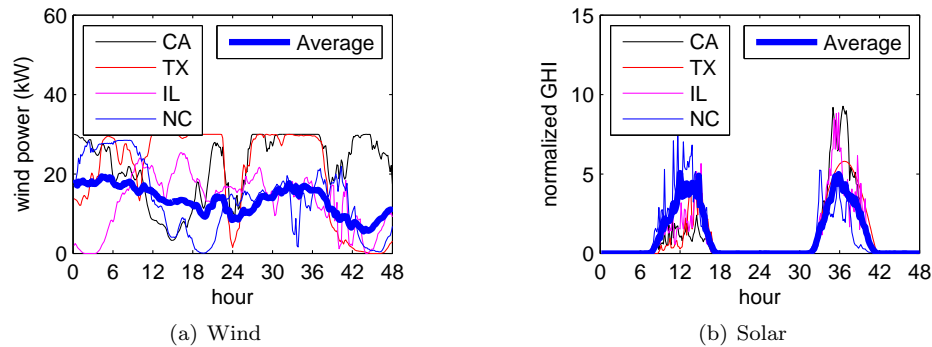 60
40
20
0
wind power (kW)
CA
TX
IL
NC
Average
0 6 12 18 24 30 36 42 48
hour
(a) Wind
15
10
5
0
normalized GHI
CA
TX
IL
NC
Average
0 6 12 18 24 30 36 42 48
hour
(b) Solar